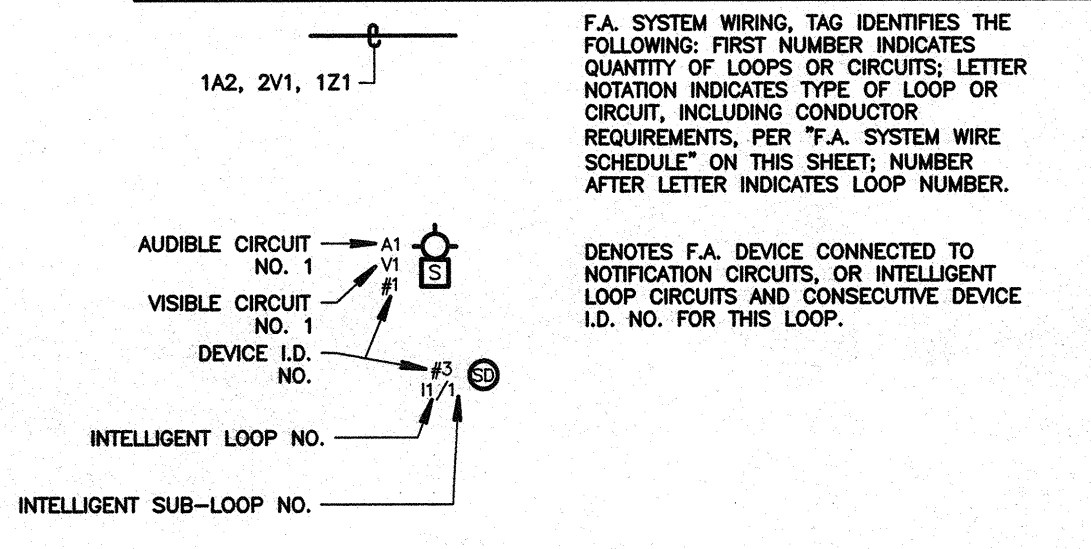 1A2, 2V1, 1Z1
F.A. SYSTEM WIRING, TAG IDENTIFIES THE
FOLLOWING: FIRST NUMBER INDICATES
QUANTITY OF LOOPS OR CIRCUITS; LETTER
NOTATION INDICATES TYPE OF LOOP OR
CIRCUIT, INCLUDING CONDUCTOR
REQUIREMENTS, PER "F.A. SYSTEM WIRE
SCHEDULE" ON THIS SHEET; NUMBER
AFTER LETTER INDICATES LOOP NUMBER.
AUDIBLE CIRCUIT
NO. 1
VISIBLE CIRCUIT
NO. 1
DEVICE I.D.
NO.
INTELLIGENT LOOP NO.
INTELLIGENT SUB-LOOP NO.
A1
V1
#1
S
#3
I1/1
SD
DENOTES F.A. DEVICE CONNECTED TO
NOTIFICATION CIRCUITS, OR INTELLIGENT
LOOP CIRCUITS AND CONSECUTIVE DEVICE
I.D. NO. FOR THIS LOOP.